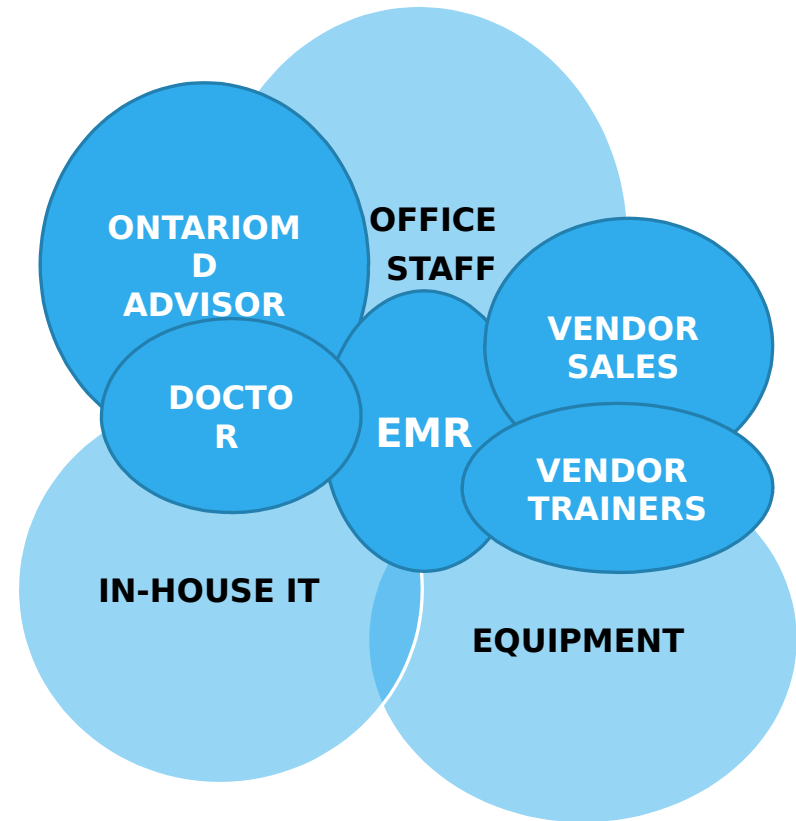 OFFICE
STAFF
ONTARIOM
D
ADVISOR
VENDOR
SALES
DOCTO
R
EMR
VENDOR
TRAINERS
IN-HOUSE IT
EQUIPMENT